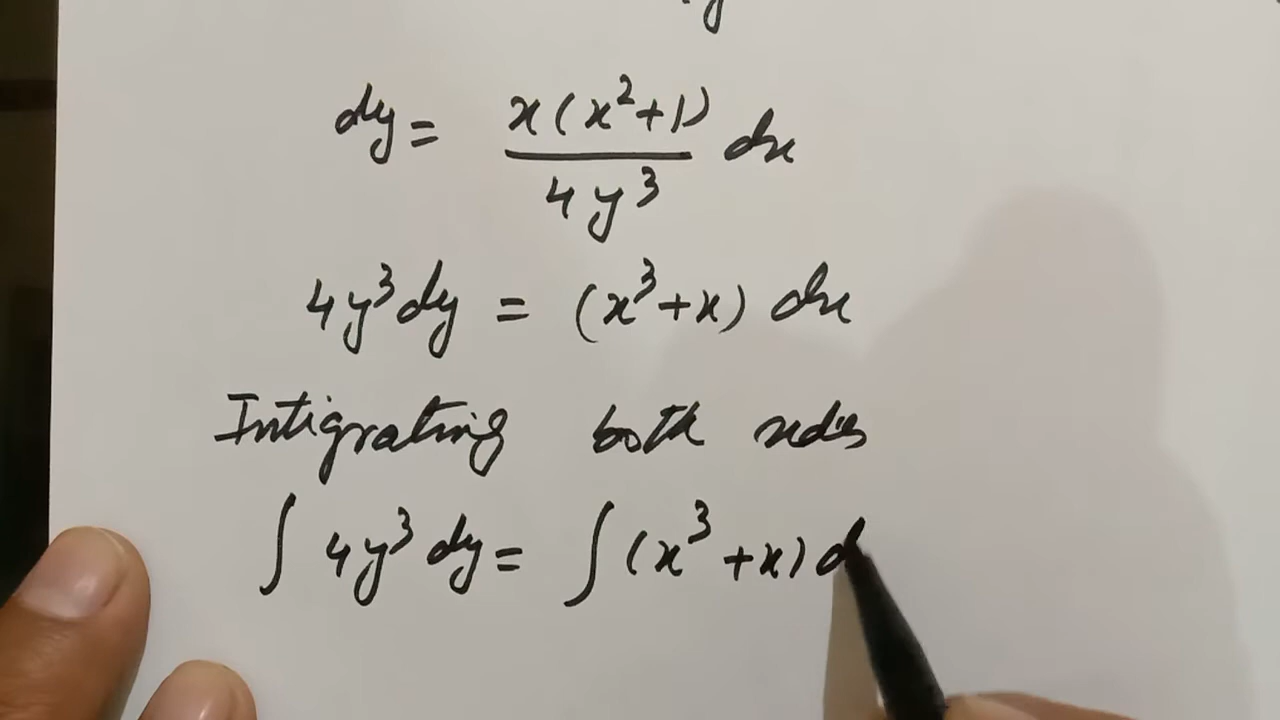 y
dy = x(x²+1)/4y³ dx
4y³dy = (x³+x) dx
Intigrating both sides
∫ 4y³ dy = ∫ (x³+x) d